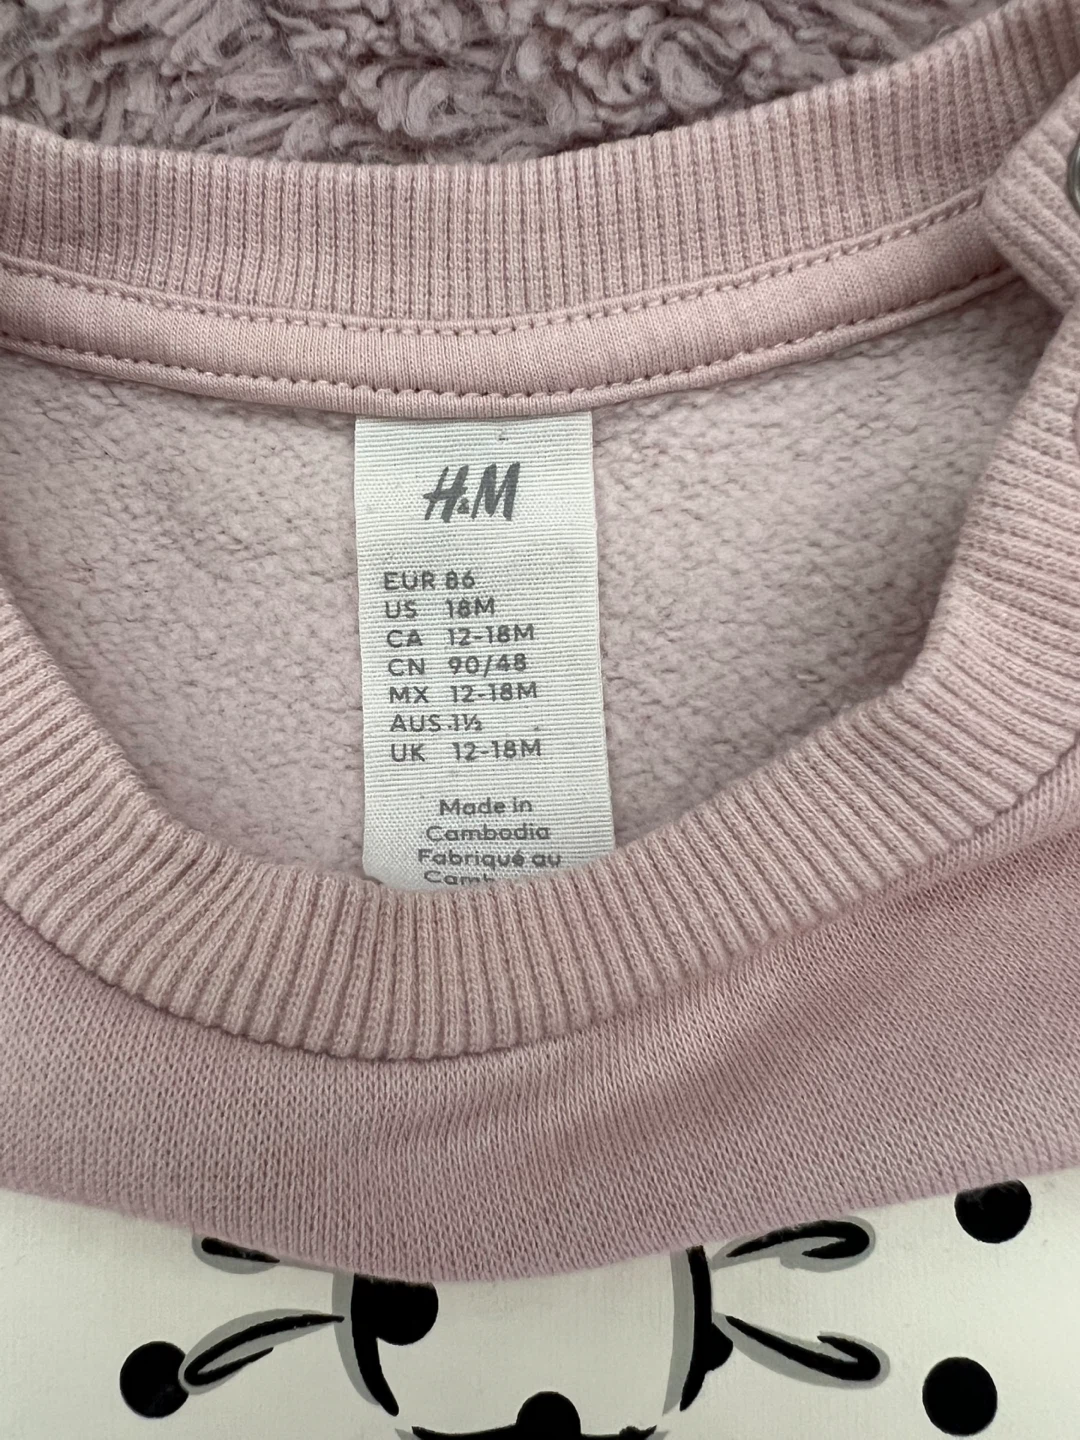 H&M
EUR 86
US 18M
CA 12-18M
CN 90/48
MX 12-18M
AUS 1½
UK 12-18M
Made in
Cambodia
Fabriqué au